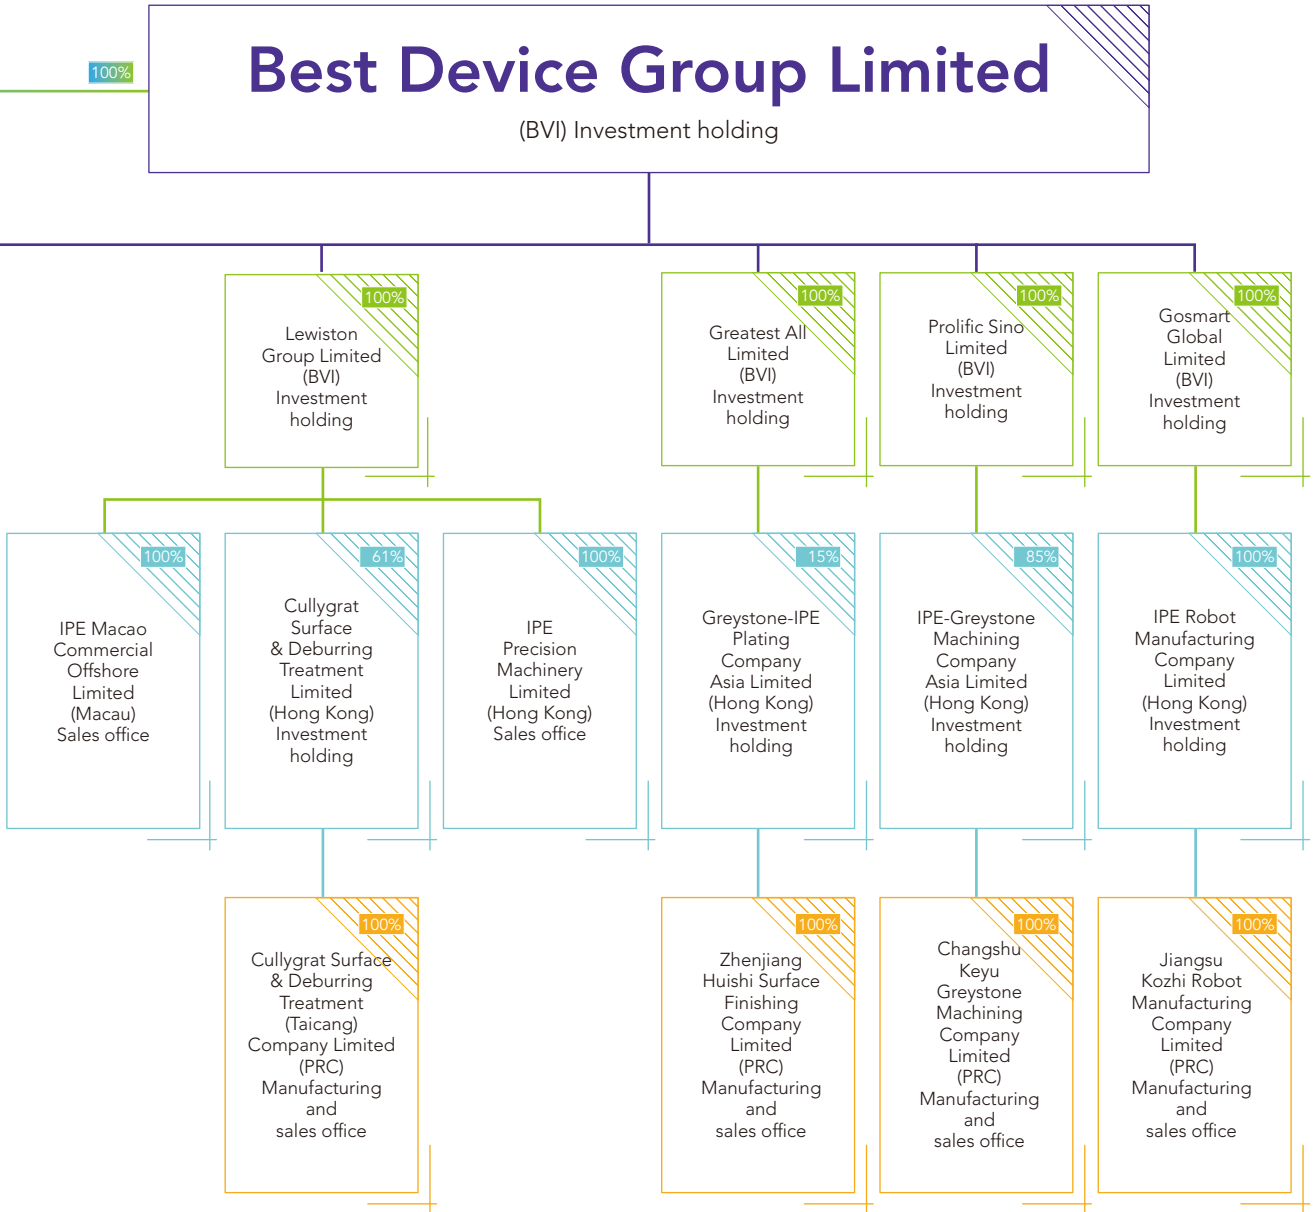 100%
Best Device Group Limited
(BVI) Investment holding
100%
Lewiston
Group Limited
(BVI)
Investment
holding
100%
Greatest All
Limited
(BVI)
Investment
holding
100%
Prolific Sino
Limited
(BVI)
Investment
holding
100%
Gosmart
Global
Limited
(BVI)
Investment
holding
100%
IPE Macao
Commercial
Offshore
Limited
(Macau)
Sales office
61%
Cullygrat
Surface
& Deburring
Treatment
Limited
(Hong Kong)
Investment
holding
100%
IPE
Precision
Machinery
Limited
(Hong Kong)
Sales office
15%
Greystone-IPE
Plating
Company
Asia Limited
(Hong Kong)
Investment
holding
85%
IPE-Greystone
Machining
Company
Asia Limited
(Hong Kong)
Investment
holding
100%
IPE Robot
Manufacturing
Company
Limited
(Hong Kong)
Investment
holding
100%
Cullygrat Surface
& Deburring
Treatment
(Taicang)
Company Limited
(PRC)
Manufacturing
and
sales office
100%
Zhenjiang
Huishi Surface
Finishing
Company
Limited
(PRC)
Manufacturing
and
sales office
100%
Changshu
Keyu
Greystone
Machining
Company
Limited
(PRC)
Manufacturing
and
sales office
100%
Jiangsu
Kozhi Robot
Manufacturing
Company
Limited
(PRC)
Manufacturing
and
sales office